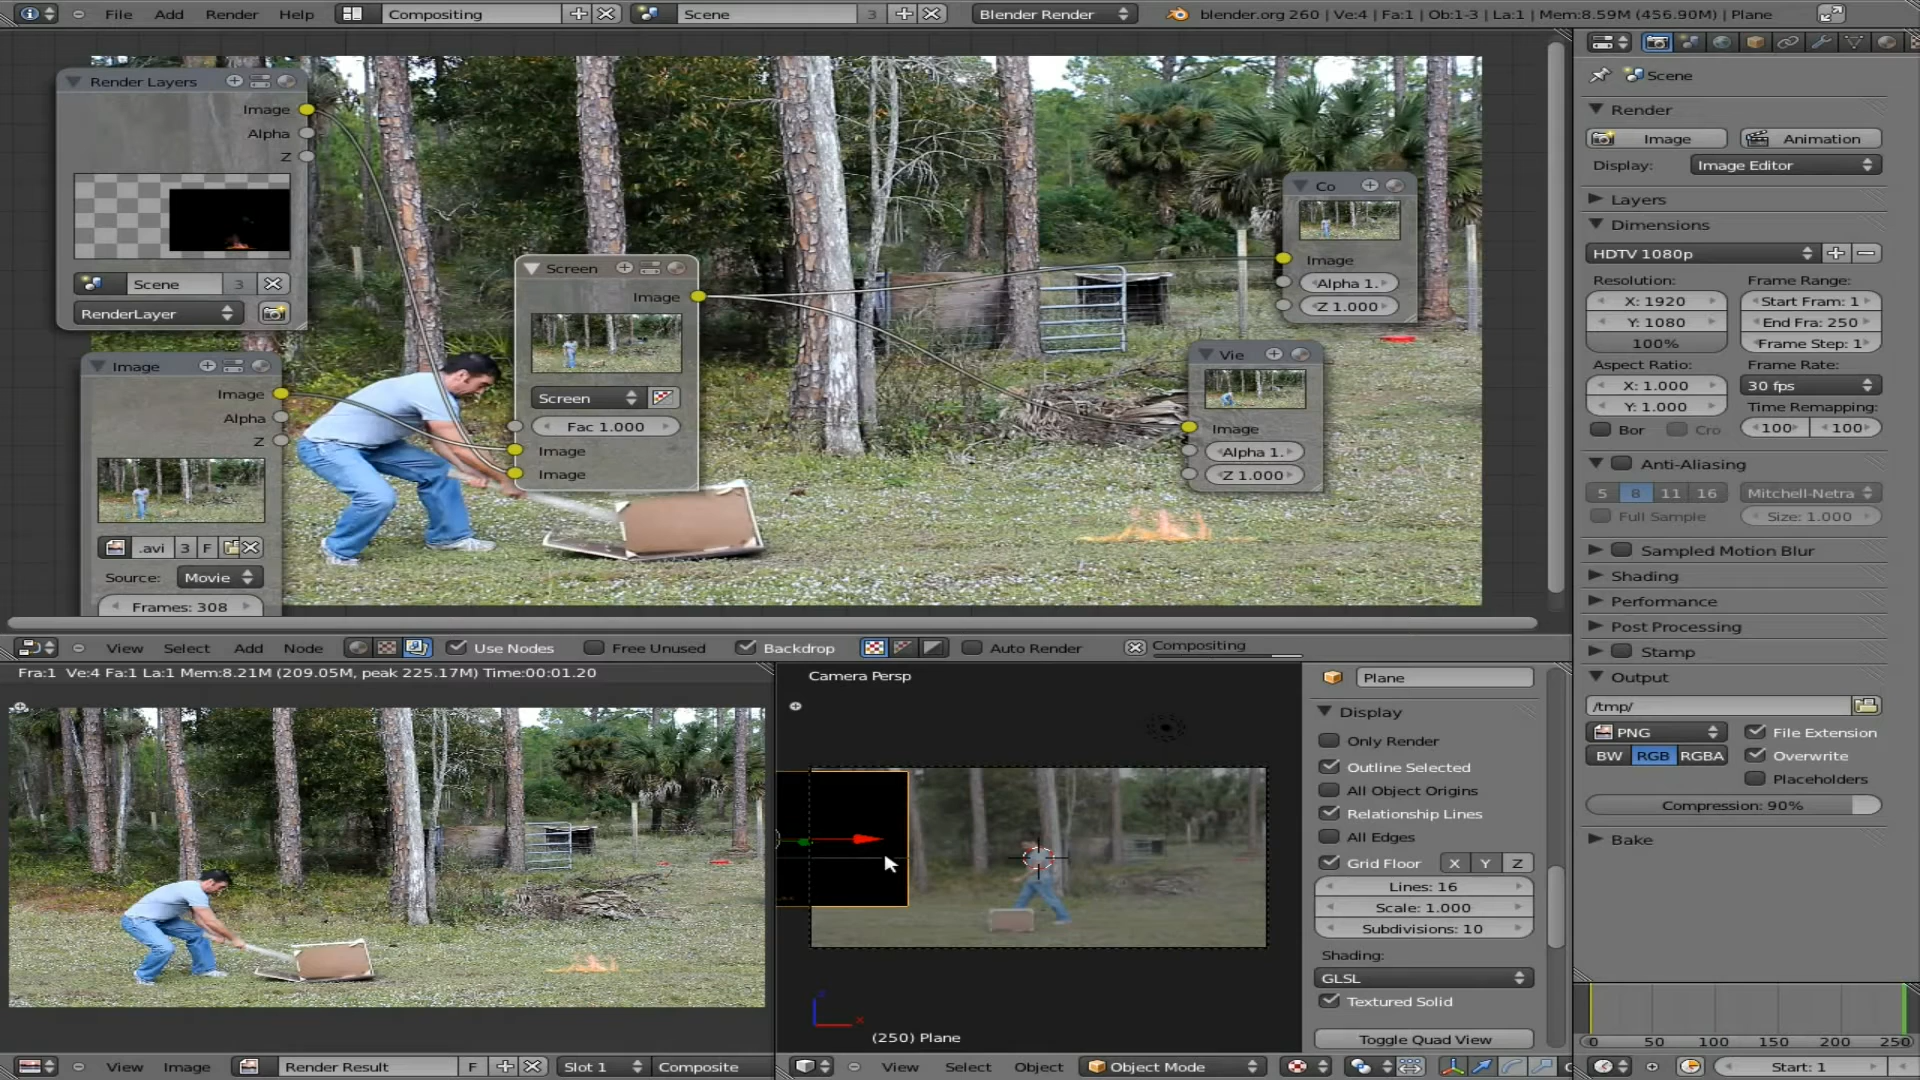 File Add Render Help Compositing Scene 3 Blender Render blender.org 260 | Ve:4 | Fa:1 | Ob:1-3 | La:1 | Mem:8.59M (456.90M) | Plane
Render Layers
Image
Alpha
Z
Scene 3
RenderLayer
Image
Image
Alpha
Z
.avi 3 F
Source: Movie
Frames: 308
Screen
Image
Screen
Fac 1.000
Image
Image
Co
Image
Alpha 1.
Z 1.000
Vie
Image
Alpha 1.
Z 1.000
View Select Add Node Use Nodes Free Unused Backdrop Auto Render Compositing
Fra:1 Ve:4 Fa:1 La:1 Mem:8.21M (209.05M, peak 225.17M) Time:00:01.20
View Image Render Result F Slot 1 Composite
Camera Persp
(250) Plane
View Select Object Object Mode
Plane
Display
Only Render
Outline Selected
All Object Origins
Relationship Lines
All Edges
Grid Floor X Y Z
Lines: 16
Scale: 1.000
Subdivisions: 10
Shading:
GLSL
Textured Solid
Toggle Quad View
Scene
Render
Image Animation
Display: Image Editor
Layers
Dimensions
HDTV 1080p
Resolution: Frame Range:
X: 1920 Start Fram: 1
Y: 1080 End Fra: 250
100% Frame Step: 1
Aspect Ratio: Frame Rate:
X: 1.000 30 fps
Y: 1.000 Time Remapping:
Bor Cro 100 100
Anti-Aliasing
5 8 11 16 Mitchell-Netra
Full Sample Size: 1.000
Sampled Motion Blur
Shading
Performance
Post Processing
Stamp
Output
/tmp/
PNG File Extension
BW RGB RGBA Overwrite
Placeholders
Compression: 90%
Bake
0 50 100 150 200 250
Start: 1